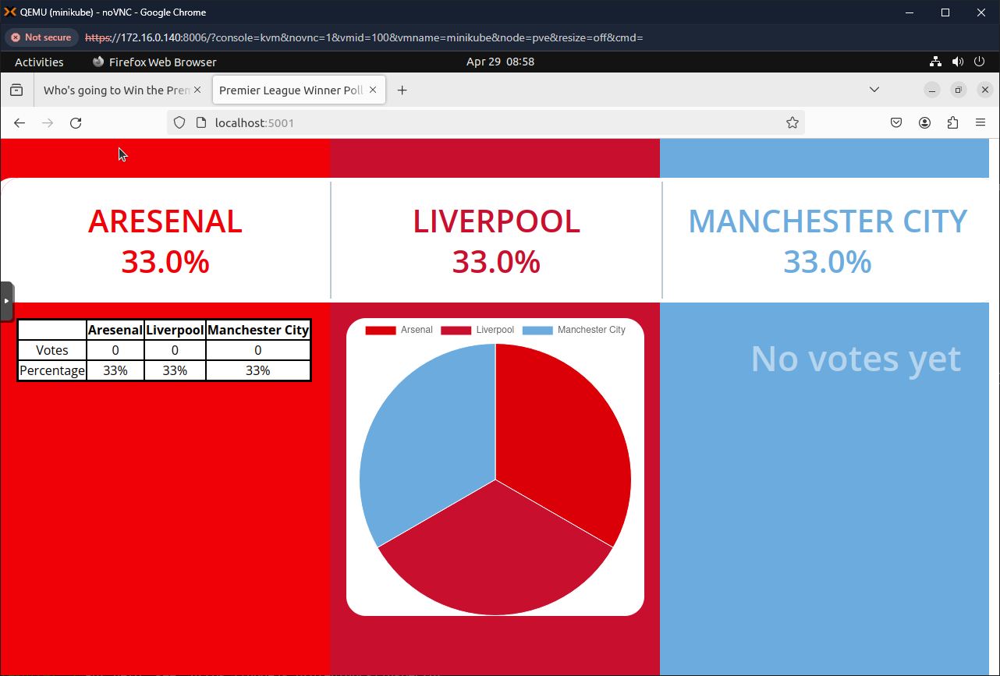 QEMU (minikube) - noVNC - Google Chrome
Not secure https://172.16.0.140:8006/?console=kvm&novnc=1&vmid=100&vmname=minikube&node=pve&resize=off&cmd=
Activities Firefox Web Browser Apr 29 08:58
Who's going to Win the Prem Premier League Winner Poll
localhost:5001
ARESENAL LIVERPOOL MANCHESTER CITY
33.0% 33.0% 33.0%
Aresenal Liverpool Manchester City
Votes 0 0 0
Percentage 33% 33% 33%
Arsenal Liverpool Manchester City
No votes yet